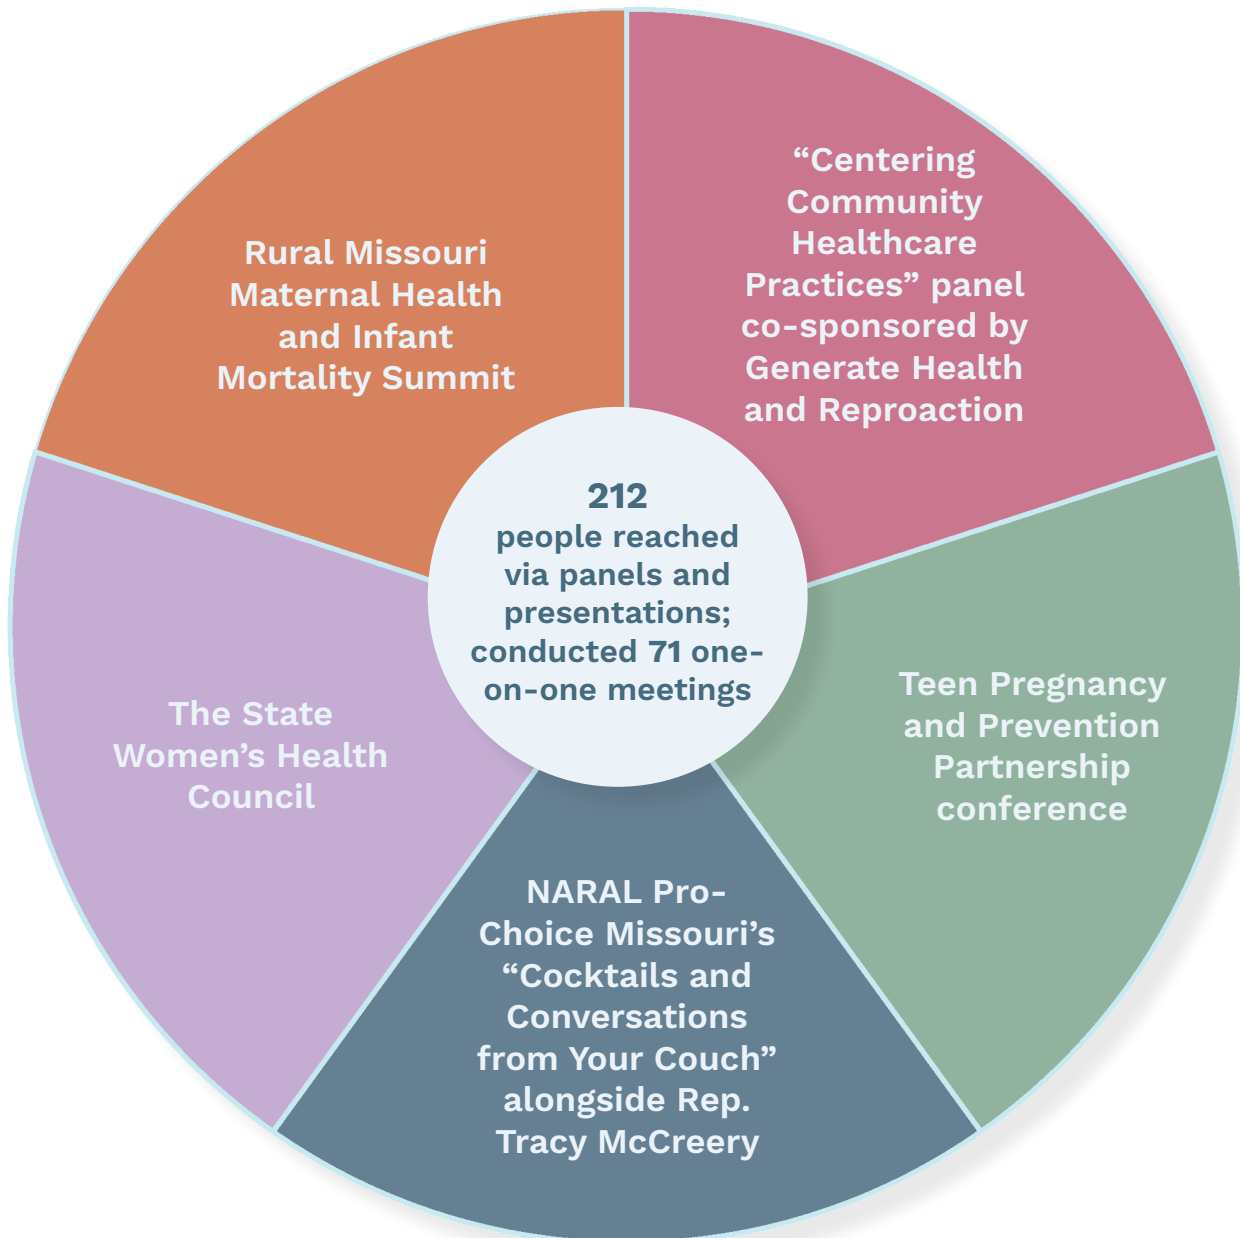 Rural Missouri
Maternal Health
and Infant
Mortality Summit
“Centering
Community
Healthcare
Practices” panel
co-sponsored by
Generate Health
and Reproaction
212
people reached
via panels and
presentations;
conducted 71 one-
on-one meetings
The State
Women’s Health
Council
Teen Pregnancy
and Prevention
Partnership
conference
NARAL Pro-
Choice Missouri’s
“Cocktails and
Conversations
from Your Couch”
alongside Rep.
Tracy McCreery